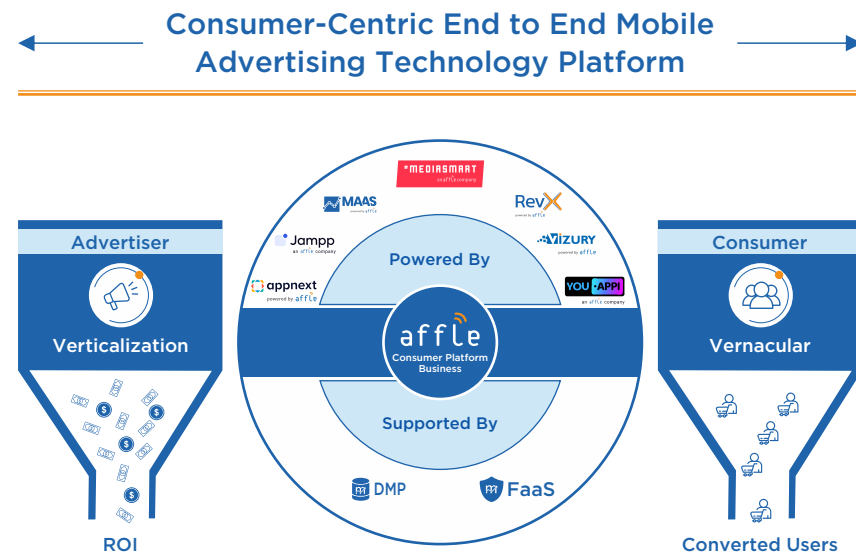 Consumer-Centric End to End Mobile
Advertising Technology Platform
*MEDIASMART
an affle company
MAAS
powered by affle
RevX
powered by affle
Jampp
an affle company
VIZURY
powered by affle
appnext
powered by affle
YOU APPI
an affle company
Powered By
Advertiser
Verticalization
ROI
affle
Consumer Platform
Business
Supported By
DMP
FaaS
Consumer
Vernacular
Converted Users